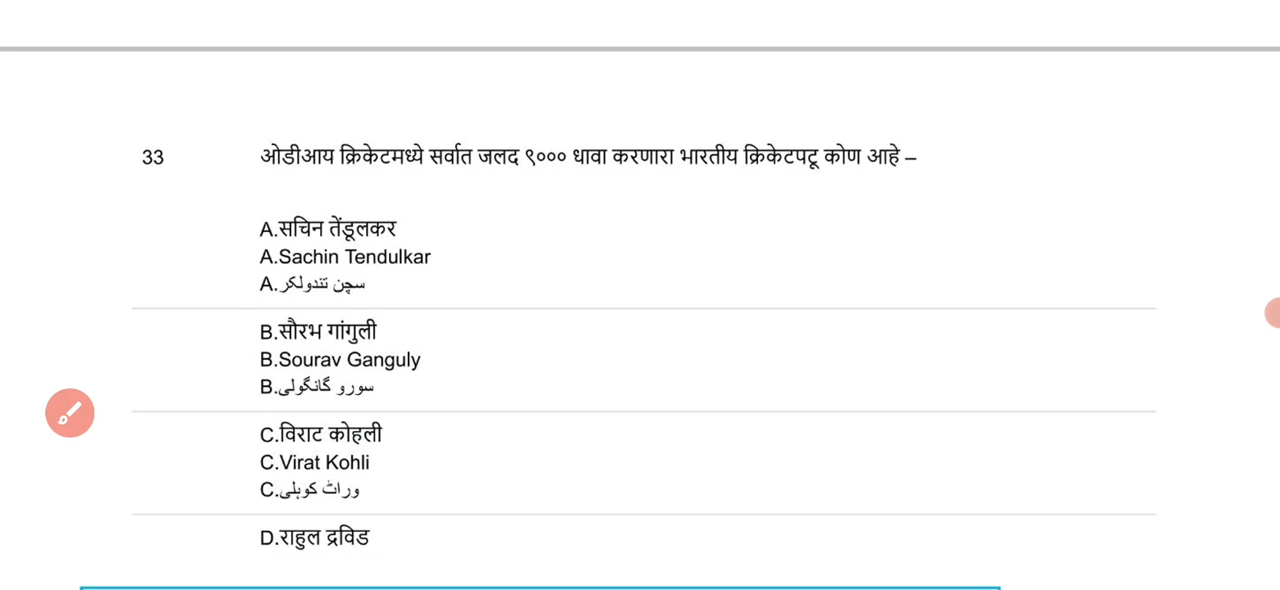 33 ओडीआय क्रिकेटमध्ये सर्वात जलद ९००० धावा करणारा भारतीय क्रिकेटपटू कोण आहे –
A.सचिन तेंडूलकर
A.Sachin Tendulkar
A.سچن تندولکر
B.सौरभ गांगुली
B.Sourav Ganguly
B.سورو گانگولی
C.विराट कोहली
C.Virat Kohli
C.وراٹ کوہلی
D.राहुल द्रविड